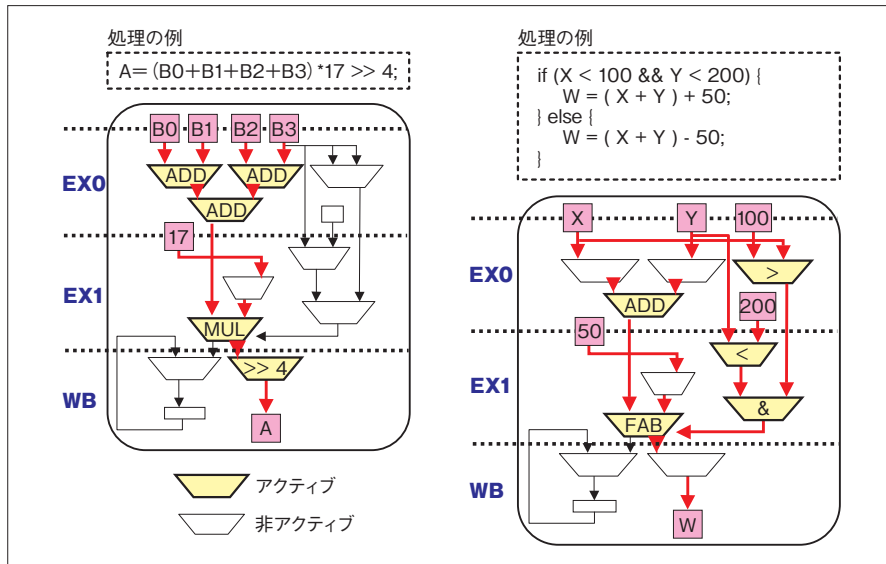 処理の例
A= (B0+B1+B2+B3) *17 >> 4;
B0 B1 B2 B3
EX0
ADD ADD
ADD
17
EX1
MUL
WB
>> 4
A
アクティブ
非アクティブ
処理の例
if (X < 100 && Y < 200) {
W = ( X + Y ) + 50;
} else {
W = ( X + Y ) - 50;
}
X Y 100
EX0
>
ADD
200
50
EX1
<
&
FAB
WB
W